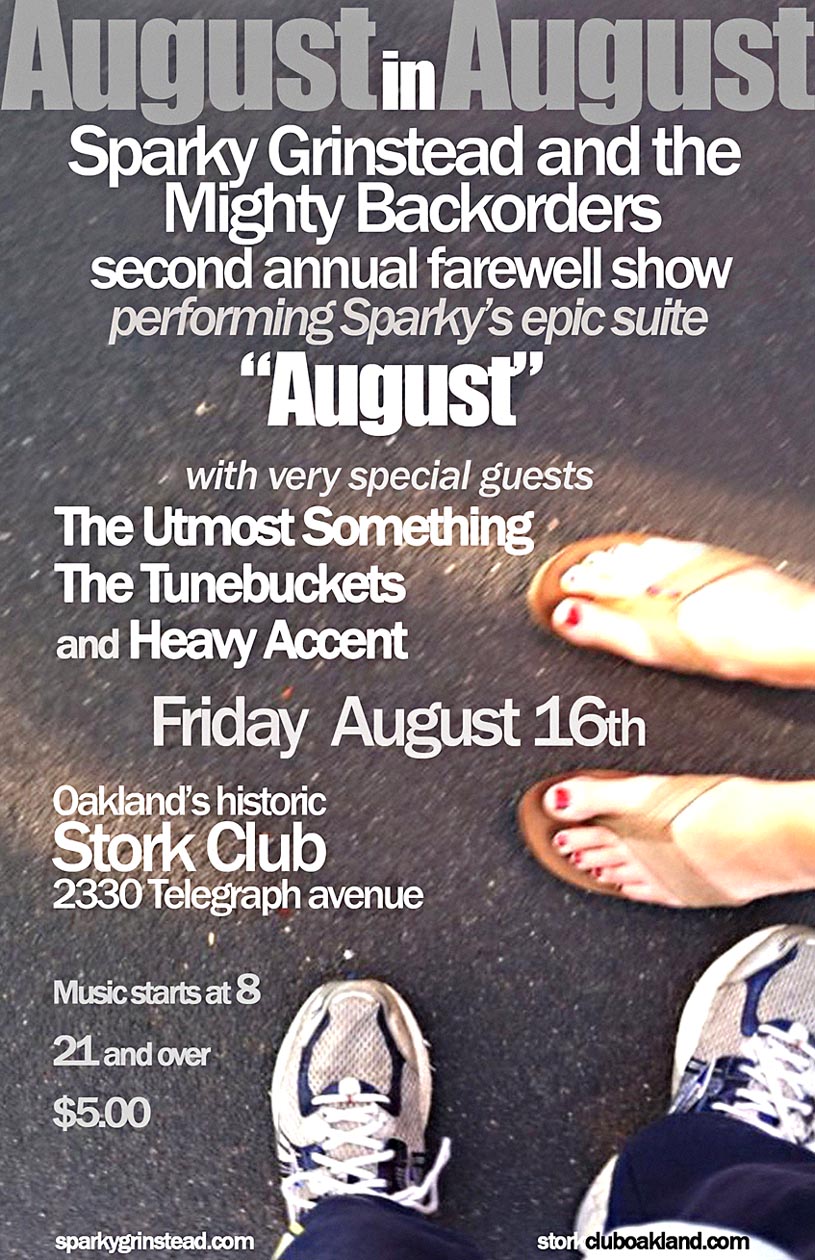 August in August
Sparky Grinstead and the
Mighty Backorders
second annual farewell show
performing Sparky's epic suite
“August”
with very special guests
The Utmost Something
The Tunebuckets
and Heavy Accent
Friday August 16th
Oakland's historic
Stork Club
2330 Telegraph avenue
Music starts at 8
21 and over
$5.00
sparkygrinstead.com
storkcluboakland.com